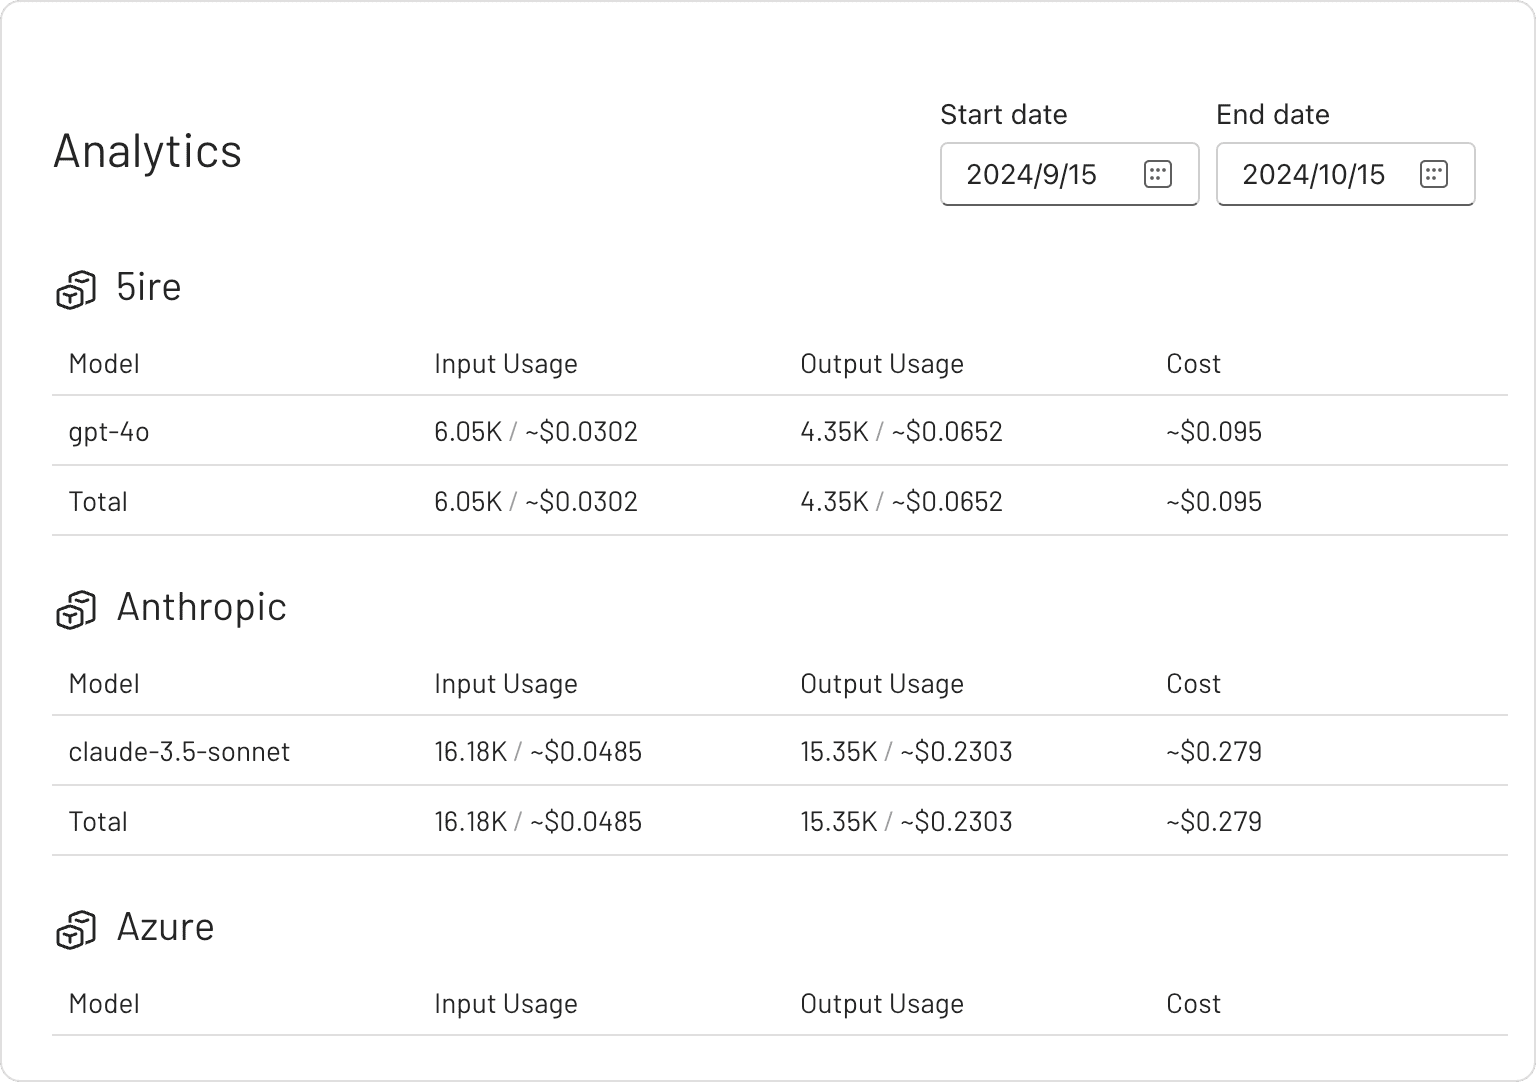 Analytics
Start date
End date
2024/9/15
2024/10/15
5ire
Model Input Usage Output Usage Cost
gpt-4o 6.05K / ~$0.0302 4.35K / ~$0.0652 ~$0.095
Total 6.05K / ~$0.0302 4.35K / ~$0.0652 ~$0.095
Anthropic
Model Input Usage Output Usage Cost
claude-3.5-sonnet 16.18K / ~$0.0485 15.35K / ~$0.2303 ~$0.279
Total 16.18K / ~$0.0485 15.35K / ~$0.2303 ~$0.279
Azure
Model Input Usage Output Usage Cost